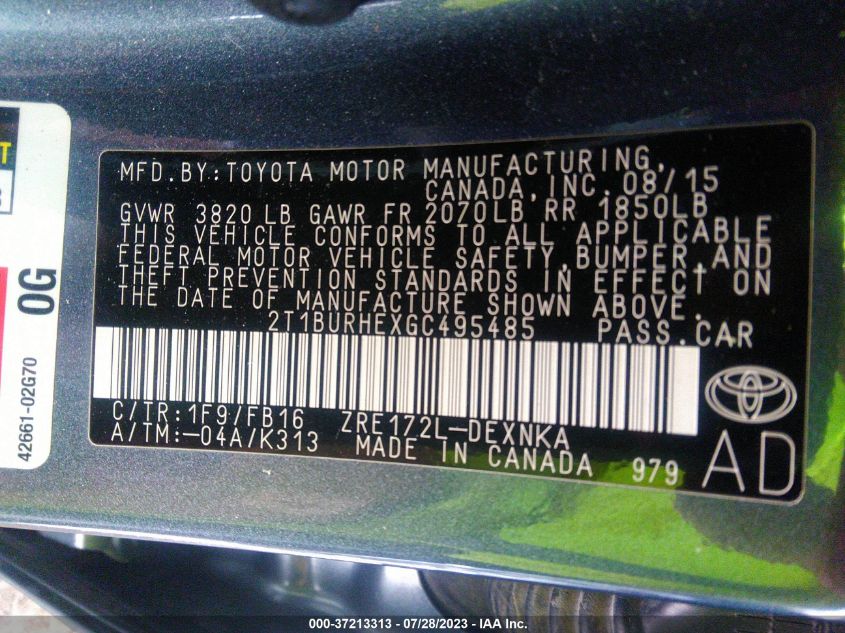 MFD.BY:TOYOTA MOTOR MANUFACTURING,
CANADA,INC.08/15
GVWR 3820 LB GAWR FR 2070LB RR 1850LB
THIS VEHICLE CONFORMS TO ALL APPLICABLE
FEDERAL MOTOR VEHICLE SAFETY,BUMPER,AND
THEFT PREVENTION STANDARDS IN EFFECT ON
THE DATE OF MANUFACTURE SHOWN ABOVE.
2T1BURHEXGC495485 PASS.CAR
C/TR:1F9/FB16 ZRE172L-DEXNKA
A/TM:-04A/K313 MADE IN CANADA 979
AD
0G
42661-02G70
000-37213313 - 07/28/2023 - IAA Inc.